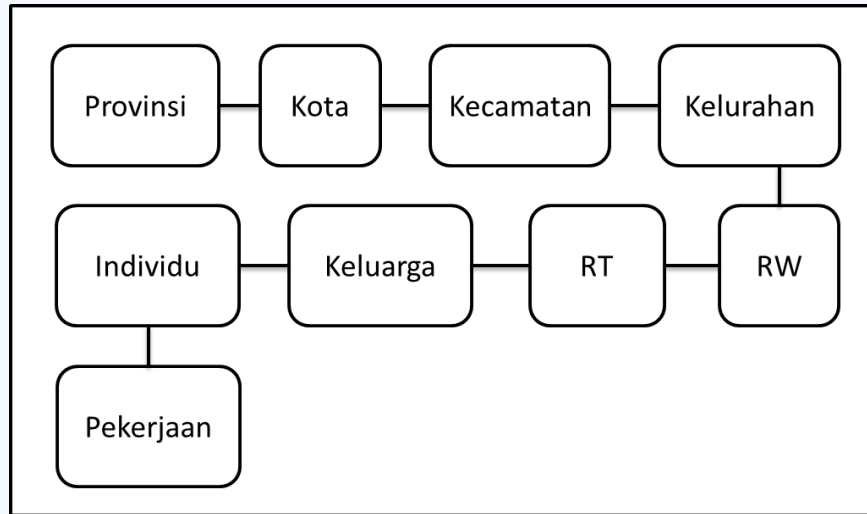 Provinsi
Kota
Kecamatan
Kelurahan
Individu
Keluarga
RT
RW
Pekerjaan